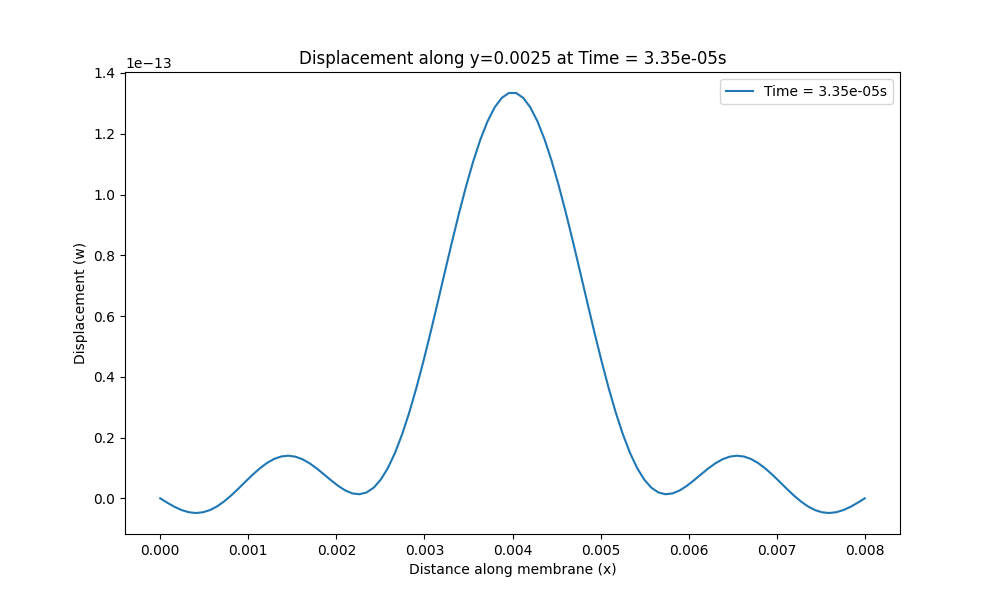 Displacement along y=0.0025 at Time = 3.35e-05s
1e−13
Time = 3.35e-05s
1.4
1.2
1.0
0.8
0.6
0.4
0.2
0.0
Displacement (w)
0.000 0.001 0.002 0.003 0.004 0.005 0.006 0.007 0.008
Distance along membrane (x)